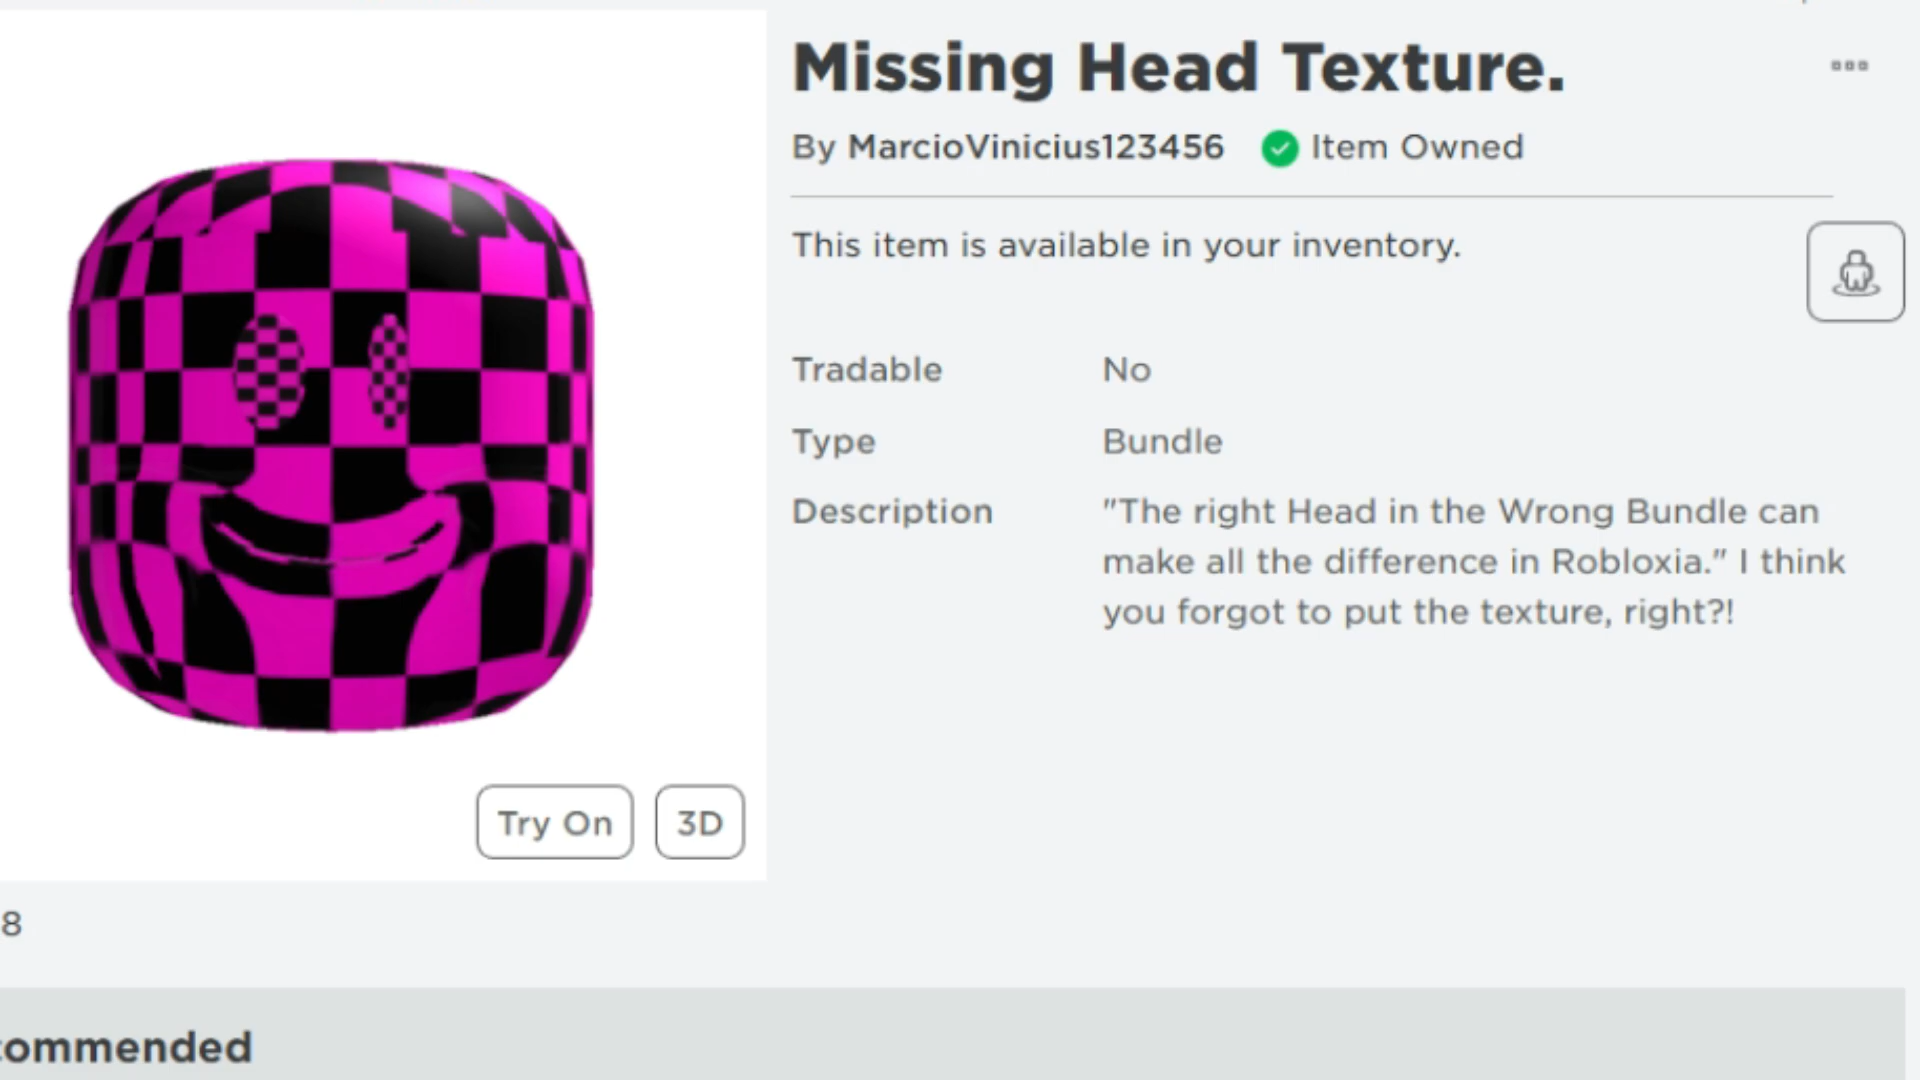 Missing Head Texture.
By MarcioVinicius123456 Item Owned
This item is available in your inventory.
Tradable No
Type Bundle
Description "The right Head in the Wrong Bundle can
make all the difference in Robloxia." I think
you forgot to put the texture, right?!
Try On 3D
8
commended